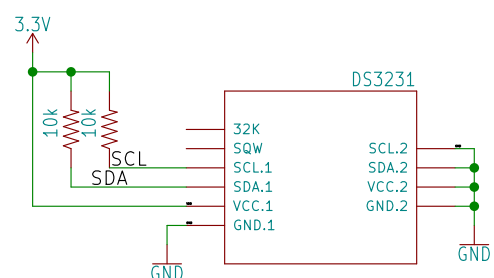 3.3V
DS3231
10k
10k
32K
SQW
SCL
SCL.1
SCL.2
SDA
SDA.1
SDA.2
VCC.1
VCC.2
GND.1
GND.2
GND
GND